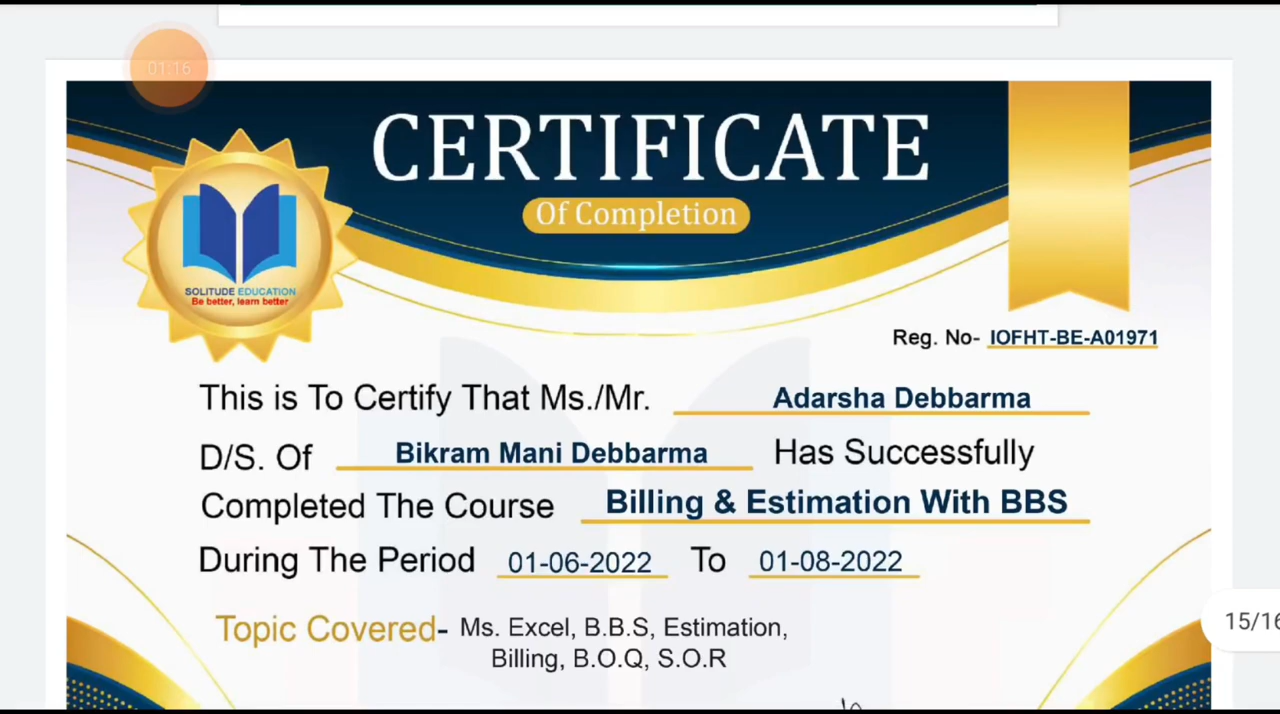 01:16
CERTIFICATE
Of Completion
SOLITUDE EDUCATION
Be better, learn better
Reg. No- IOFHT-BE-A01971
This is To Certify That Ms./Mr. Adarsha Debbarma
D/S. Of Bikram Mani Debbarma Has Successfully
Completed The Course Billing & Estimation With BBS
During The Period 01-06-2022 To 01-08-2022
Topic Covered- Ms. Excel, B.B.S, Estimation,
Billing, B.O.Q, S.O.R
15/16